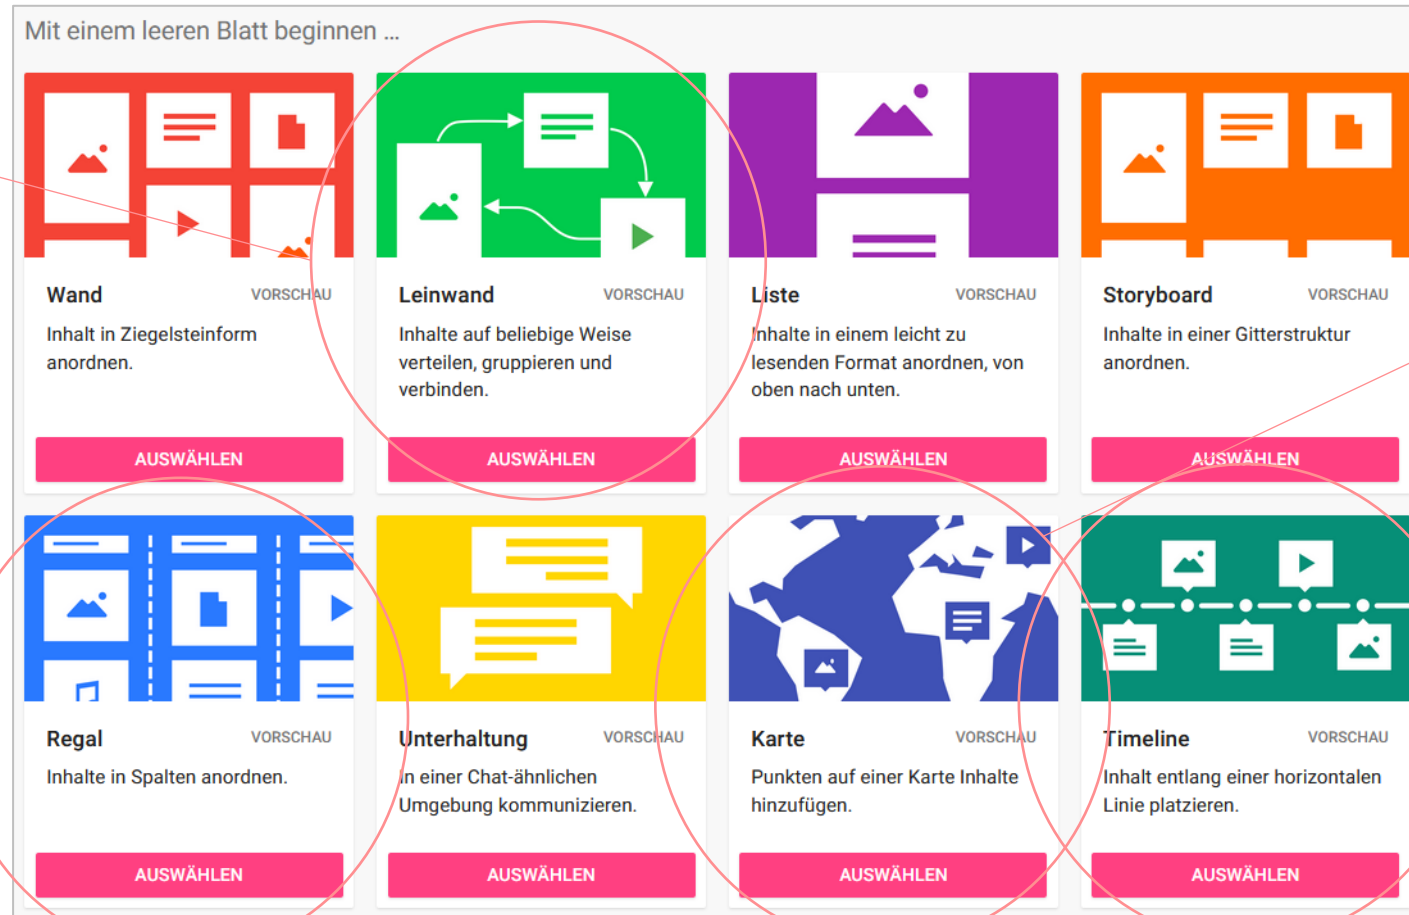 Mit einem leeren Blatt beginnen ...
Wand VORSCHAU
Inhalt in Ziegelsteinform
anordnen.
AUSWÄHLEN
Leinwand VORSCHAU
Inhalte auf beliebige Weise
verteilen, gruppieren und
verbinden.
AUSWÄHLEN
Liste VORSCHAU
Inhalte in einem leicht zu
lesenden Format anordnen, von
oben nach unten.
AUSWÄHLEN
Storyboard VORSCHAU
Inhalte in einer Gitterstruktur
anordnen.
AUSWÄHLEN
Regal VORSCHAU
Inhalte in Spalten anordnen.
AUSWÄHLEN
Unterhaltung VORSCHAU
In einer Chat-ähnlichen
Umgebung kommunizieren.
AUSWÄHLEN
Karte VORSCHAU
Punkten auf einer Karte Inhalte
hinzufügen.
AUSWÄHLEN
Timeline VORSCHAU
Inhalt entlang einer horizontalen
Linie platzieren.
AUSWÄHLEN